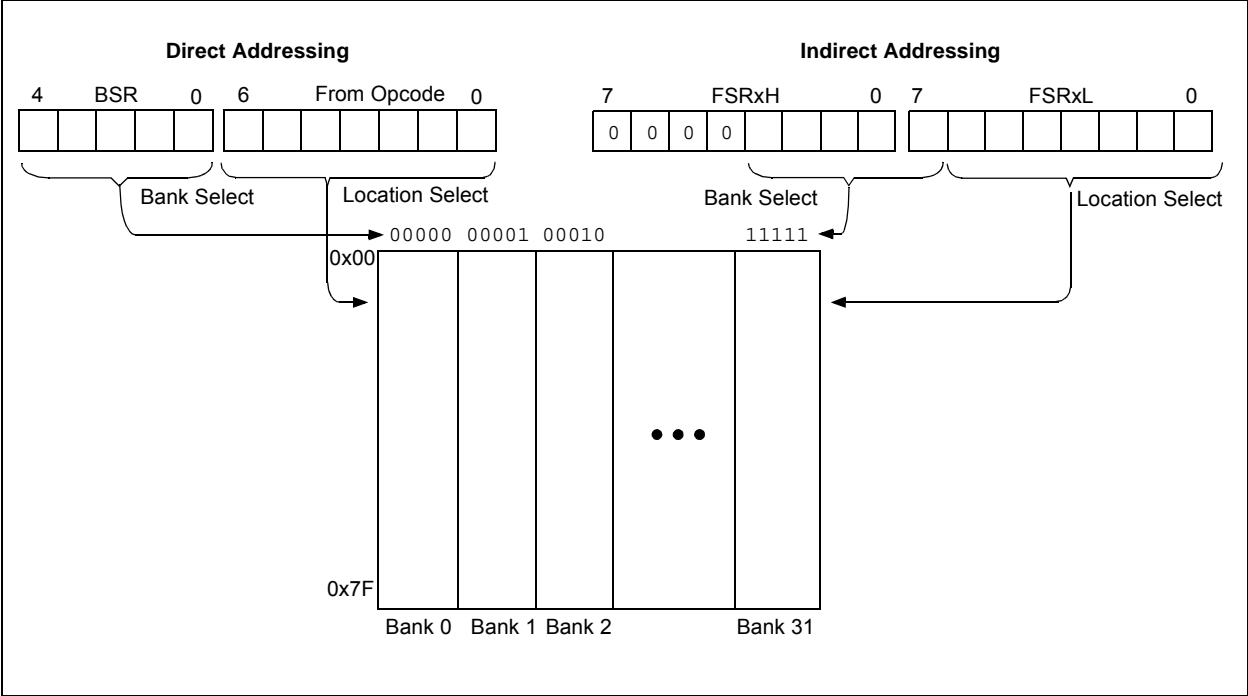 Direct Addressing Indirect Addressing
4 BSR 0 6 From Opcode 0 7 FSRxH 0 7 FSRxL 0
0 0 0 0
Bank Select Location Select Bank Select Location Select
00000 00001 00010 11111
0x00
0x7F
Bank 0 Bank 1 Bank 2 Bank 31